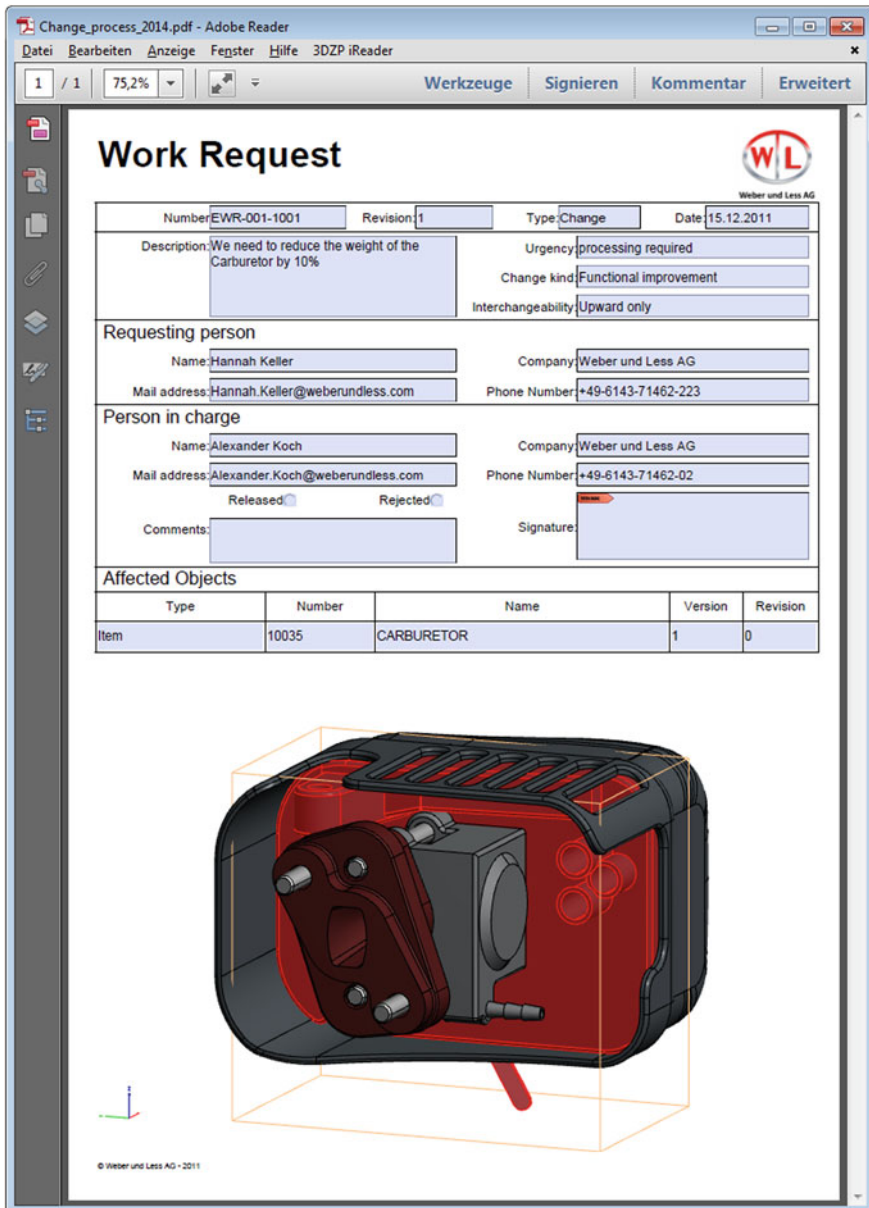 Change_process_2014.pdf - Adobe Reader
Datei Bearbeiten Anzeige Fenster Hilfe 3DZP iReader
1 / 1 75,2% Werkzeuge Signieren Kommentar Erweitert
Work Request
WL
Weber und Less AG
Number: EWR-001-1001 Revision: 1 Type: Change Date: 15.12.2011
Description: We need to reduce the weight of the
Carburetor by 10%
Urgency: processing required
Change kind: Functional improvement
Interchangeability: Upward only
Requesting person
Name: Hannah Keller Company: Weber und Less AG
Mail address: Hannah.Keller@weberundless.com Phone Number: +49-6143-71462-223
Person in charge
Name: Alexander Koch Company: Weber und Less AG
Mail address: Alexander.Koch@weberundless.com Phone Number: +49-6143-71462-02
Released Rejected
Comments: Signature:
Affected Objects
Type Number Name Version Revision
Item 10035 CARBURETOR 1 0
© Weber und Less AG - 2011